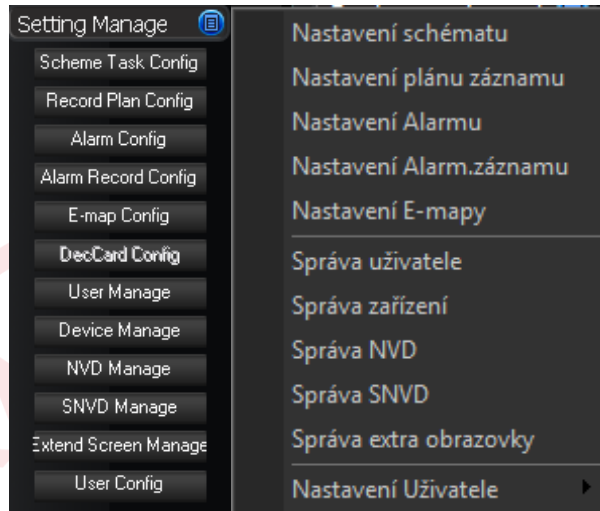 Setting Manage
Scheme Task Config
Record Plan Config
Alarm Config
Alarm Record Config
E-map Config
DecCard Config
User Manage
Device Manage
NVD Manage
SNVD Manage
Extend Screen Manage
User Config
Nastavení schématu
Nastavení plánu záznamu
Nastavení Alarmu
Nastavení Alarm.záznamu
Nastavení E-mapy
Správa uživatele
Správa zařízení
Správa NVD
Správa SNVD
Správa extra obrazovky
Nastavení Uživatele